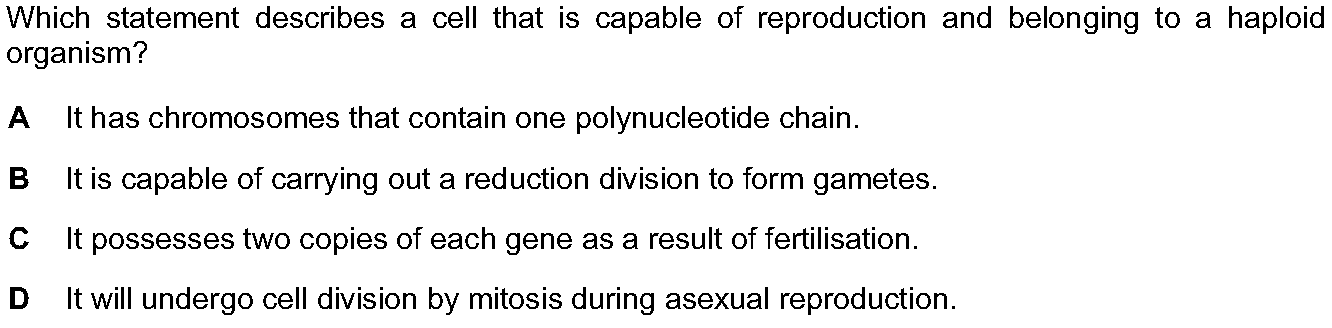 Which statement describes a cell that is capable of reproduction and belonging to a haploid
organism?
A It has chromosomes that contain one polynucleotide chain.
B It is capable of carrying out a reduction division to form gametes.
C It possesses two copies of each gene as a result of fertilisation.
D It will undergo cell division by mitosis during asexual reproduction.